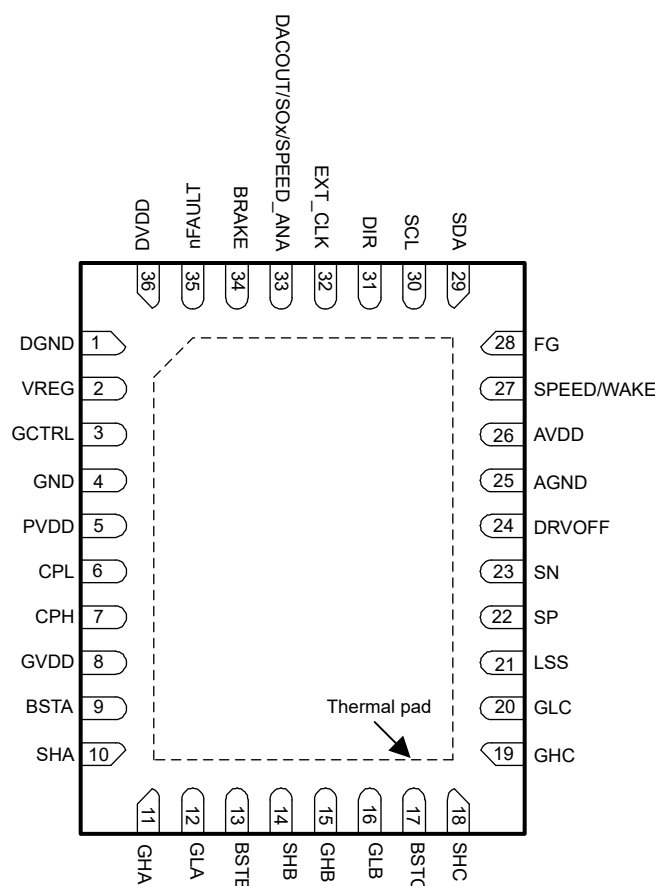 DACOUT/SOx/SPEED_ANA
DVDD
nFAULT
BRAKE
EXT_CLK
DIR
SCL
SDA
36
35
34
33
32
31
30
29
DGND 1
VREG 2
GCTRL 3
GND 4
PVDD 5
CPL 6
CPH 7
GVDD 8
BSTA 9
SHA 10
28 FG
27 SPEED/WAKE
26 AVDD
25 AGND
24 DRVOFF
23 SN
22 SP
21 LSS
20 GLC
19 GHC
Thermal pad
11
12
13
14
15
16
17
18
GHA
GLA
BSTB
SHB
GHB
GLB
BSTC
SHC